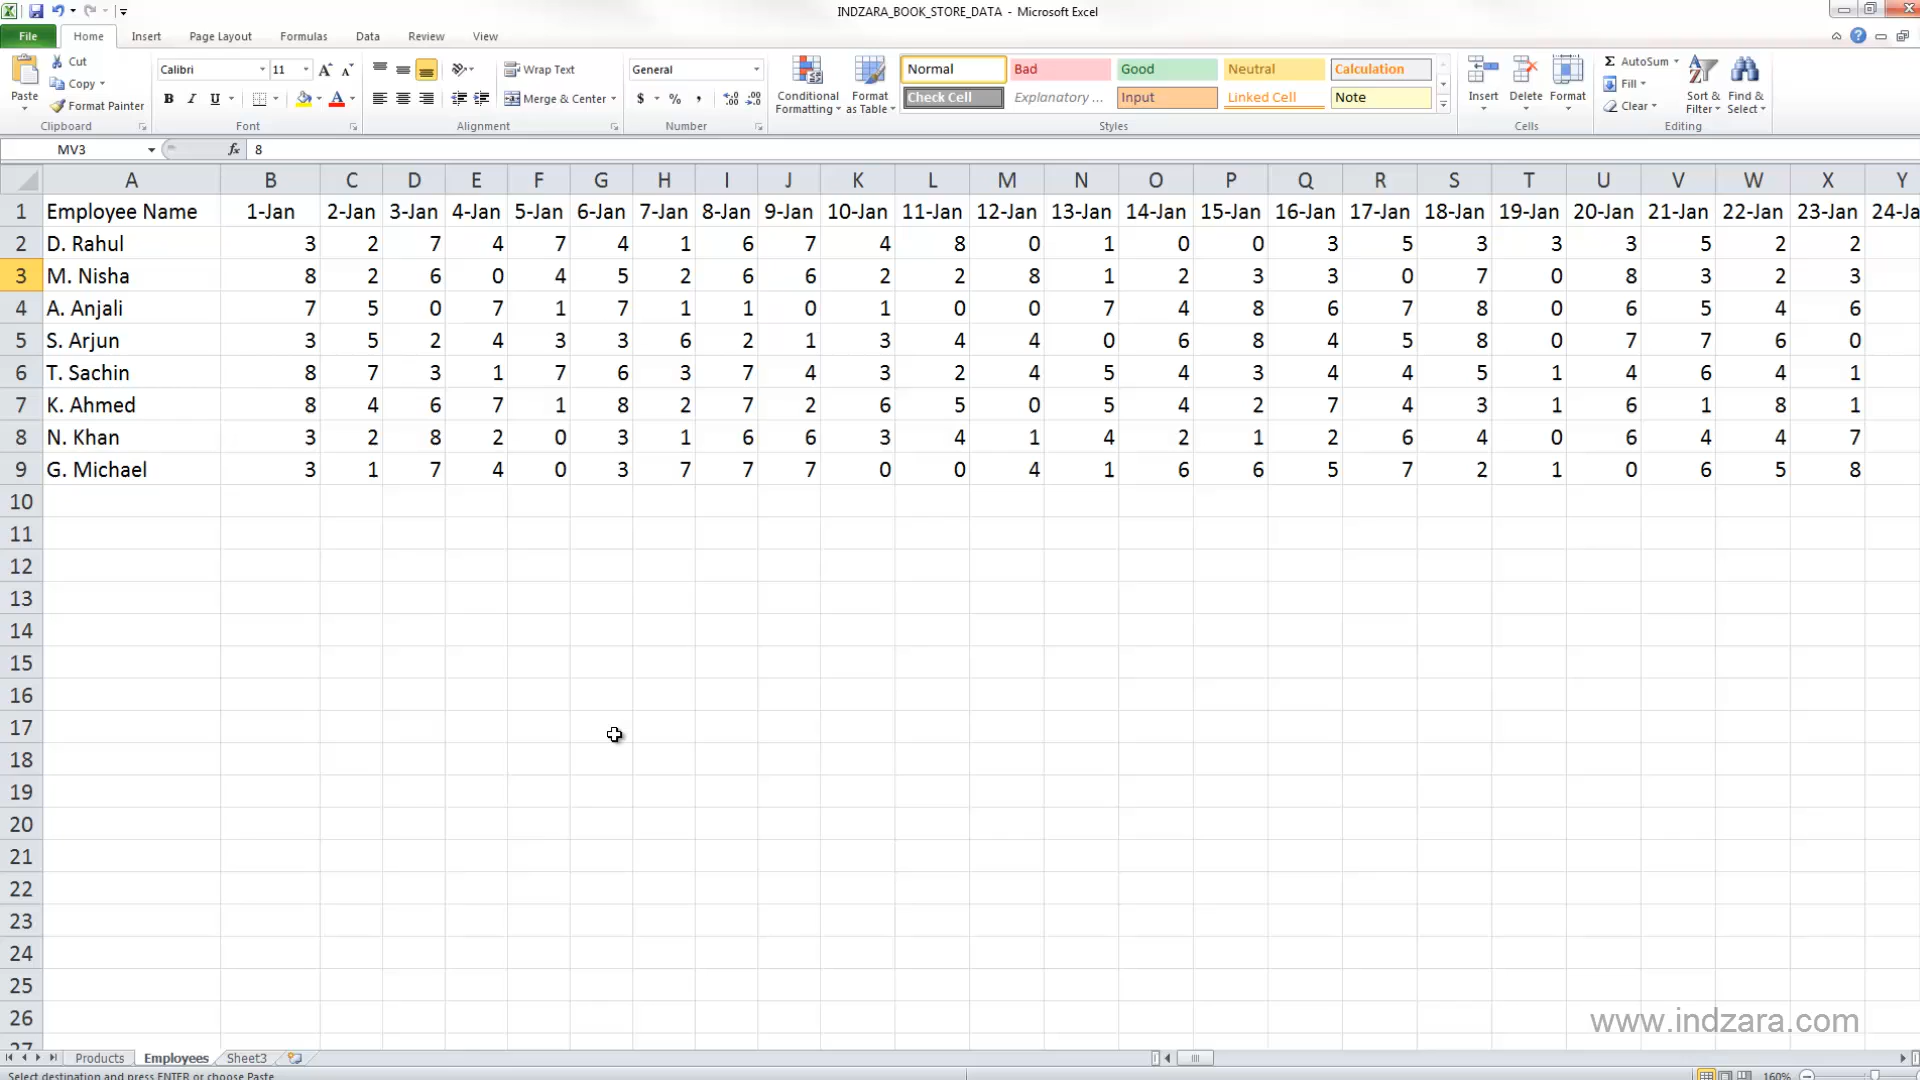 INDZARA_BOOK_STORE_DATA - Microsoft Excel
File Home Insert Page Layout Formulas Data Review View
Paste Cut Copy Format Painter Clipboard
Calibri 11 A A B I U A Font
Wrap Text Merge & Center Alignment
General $ % , Number
Conditional Formatting Format as Table
Normal Bad Good Neutral Calculation
Check Cell Explanatory ... Input Linked Cell Note
Styles
Insert Delete Format Cells
Σ AutoSum Fill Clear Sort & Filter Find & Select Editing
MV3 fx 8
A B C D E F G H I J K L M N O P Q R S T U V W X Y
1 Employee Name 1-Jan 2-Jan 3-Jan 4-Jan 5-Jan 6-Jan 7-Jan 8-Jan 9-Jan 10-Jan 11-Jan 12-Jan 13-Jan 14-Jan 15-Jan 16-Jan 17-Jan 18-Jan 19-Jan 20-Jan 21-Jan 22-Jan 23-Jan 24-Ja
2 D. Rahul 3 2 7 4 7 4 1 6 7 4 8 0 1 0 0 3 5 3 3 3 5 2 2
3 M. Nisha 8 2 6 0 4 5 2 6 6 2 2 8 1 2 3 3 0 7 0 8 3 2 3
4 A. Anjali 7 5 0 7 1 7 1 1 0 1 0 0 7 4 8 6 7 8 0 6 5 4 6
5 S. Arjun 3 5 2 4 3 3 6 2 1 3 4 4 0 6 8 4 5 8 0 7 7 6 0
6 T. Sachin 8 7 3 1 7 6 3 7 4 3 2 4 5 4 3 4 4 5 1 4 6 4 1
7 K. Ahmed 8 4 6 7 1 8 2 7 2 6 5 0 5 4 2 7 4 3 1 6 1 8 1
8 N. Khan 3 2 8 2 0 3 1 6 6 3 4 1 4 2 1 2 6 4 0 6 4 4 7
9 G. Michael 3 1 7 4 0 3 7 7 7 0 0 4 1 6 6 5 7 2 1 0 6 5 8
10
11
12
13
14
15
16
17
18
19
20
21
22
23
24
25
26
27
www.indzara.com
Products Employees Sheet3
Select destination and press ENTER or choose Paste 160%